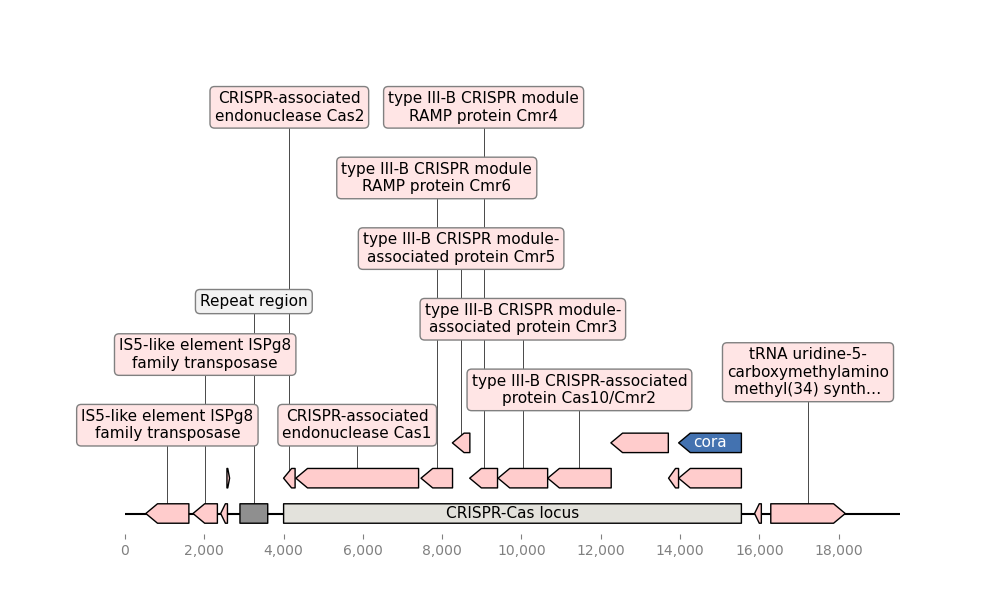 CRISPR-associated
endonuclease Cas2
type III-B CRISPR module
RAMP protein Cmr4
type III-B CRISPR module
RAMP protein Cmr6
type III-B CRISPR module-
associated protein Cmr5
Repeat region
type III-B CRISPR module-
associated protein Cmr3
IS5-like element ISPg8
family transposase
tRNA uridine-5-
carboxymethylamino
methyl(34) synth…
type III-B CRISPR-associated
protein Cas10/Cmr2
IS5-like element ISPg8
family transposase
CRISPR-associated
endonuclease Cas1
cora
CRISPR-Cas locus
0
2,000
4,000
6,000
8,000
10,000
12,000
14,000
16,000
18,000